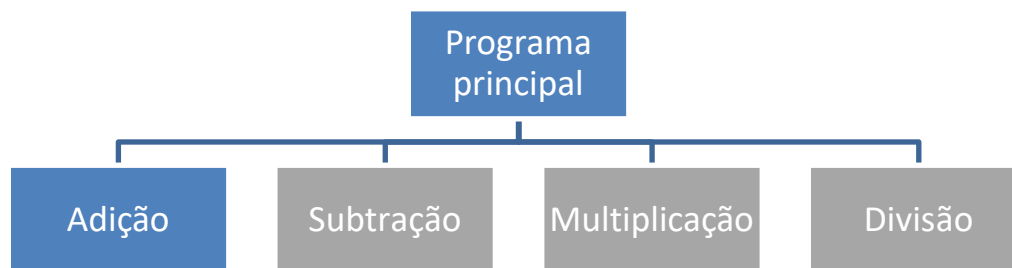 Programa
principal
Adição
Subtração
Multiplicação
Divisão